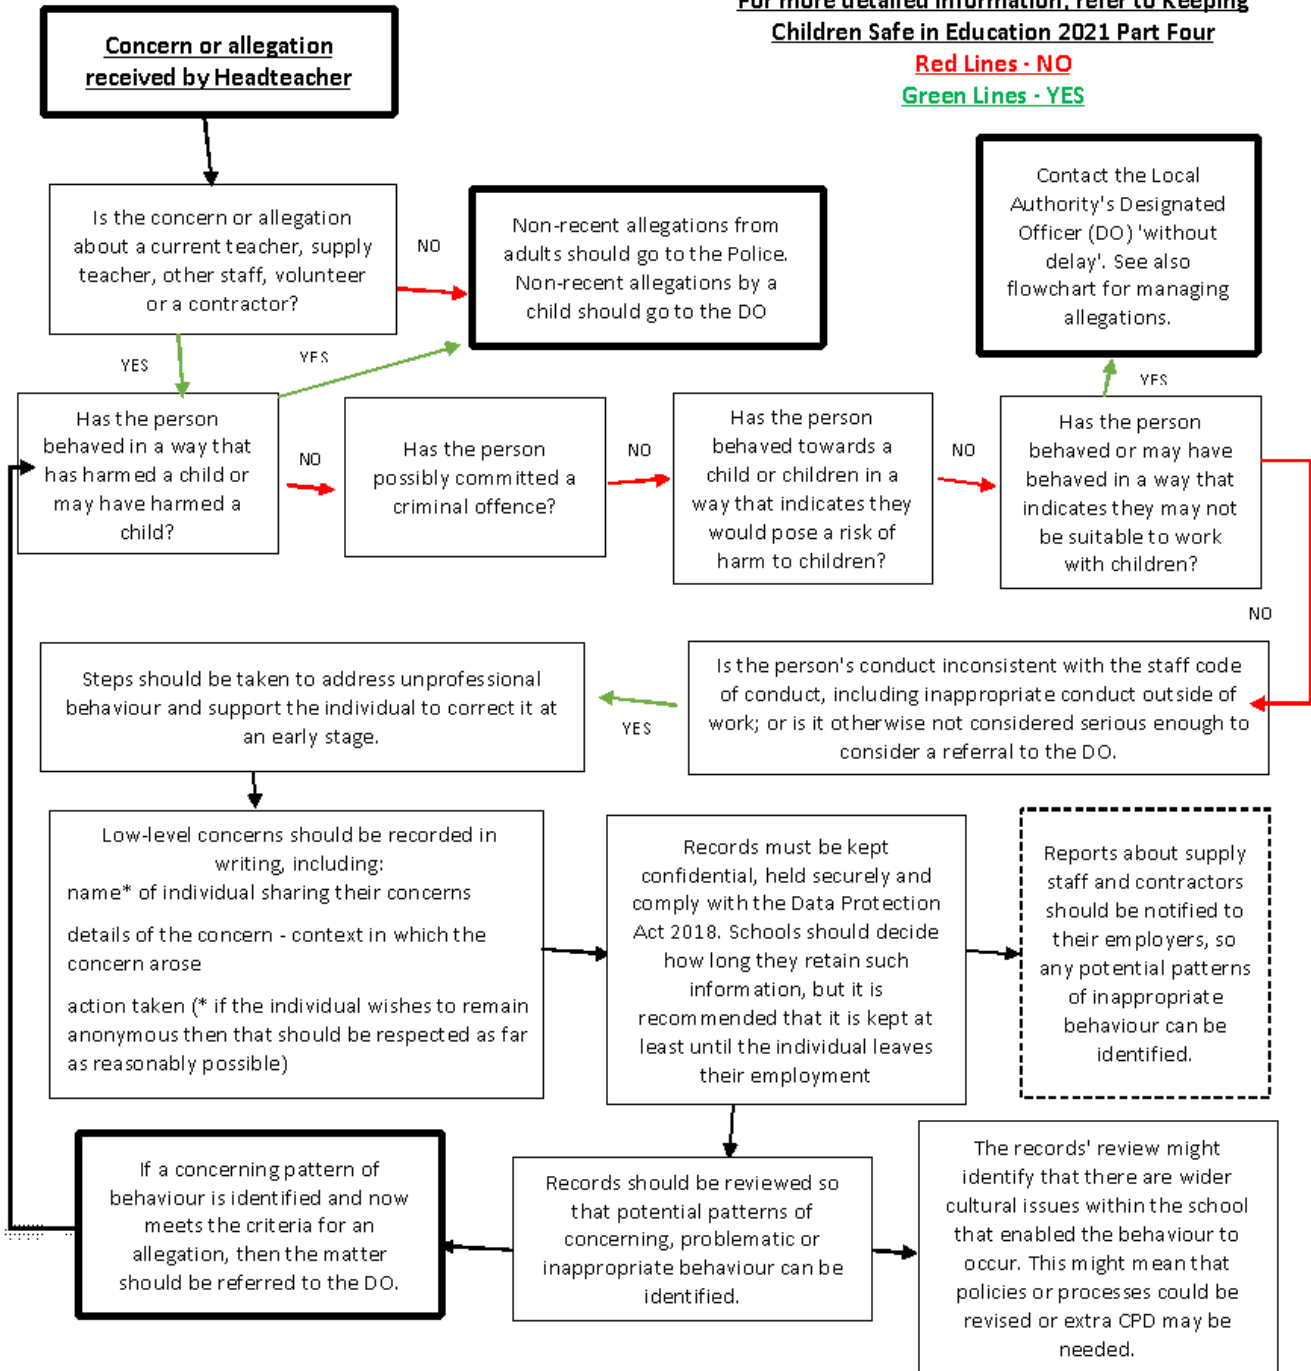 For more detailed information, refer to Keeping
Children Safe in Education 2021 Part Four
Red Lines - NO
Green Lines - YES
Concern or allegation
received by Headteacher
Is the concern or allegation
about a current teacher, supply
teacher, other staff, volunteer
or a contractor?
NO
Non-recent allegations from
adults should go to the Police.
Non-recent allegations by a
child should go to the DO
Contact the Local
Authority's Designated
Officer (DO) 'without
delay'. See also
flowchart for managing
allegations.
YES
YES
YES
Has the person
behaved in a way that
has harmed a child or
may have harmed a
child?
NO
Has the person
possibly committed a
criminal offence?
NO
Has the person
behaved towards a
child or children in a
way that indicates they
would pose a risk of
harm to children?
NO
Has the person
behaved or may have
behaved in a way that
indicates they may not
be suitable to work
with children?
NO
Is the person's conduct inconsistent with the staff code
of conduct, including inappropriate conduct outside of
work; or is it otherwise not considered serious enough to
consider a referral to the DO.
YES
Steps should be taken to address unprofessional
behaviour and support the individual to correct it at
an early stage.
Low-level concerns should be recorded in
writing, including:
name* of individual sharing their concerns
details of the concern - context in which the
concern arose
action taken (* if the individual wishes to remain
anonymous then that should be respected as far
as reasonably possible)
Records must be kept
confidential, held securely and
comply with the Data Protection
Act 2018. Schools should decide
how long they retain such
information, but it is
recommended that it is kept at
least until the individual leaves
their employment
Reports about supply
staff and contractors
should be notified to
their employers, so
any potential patterns
of inappropriate
behaviour can be
identified.
If a concerning pattern of
behaviour is identified and now
meets the criteria for an
allegation, then the matter
should be referred to the DO.
Records should be reviewed so
that potential patterns of
concerning, problematic or
inappropriate behaviour can be
identified.
The records' review might
identify that there are wider
cultural issues within the school
that enabled the behaviour to
occur. This might mean that
policies or processes could be
revised or extra CPD may be
needed.